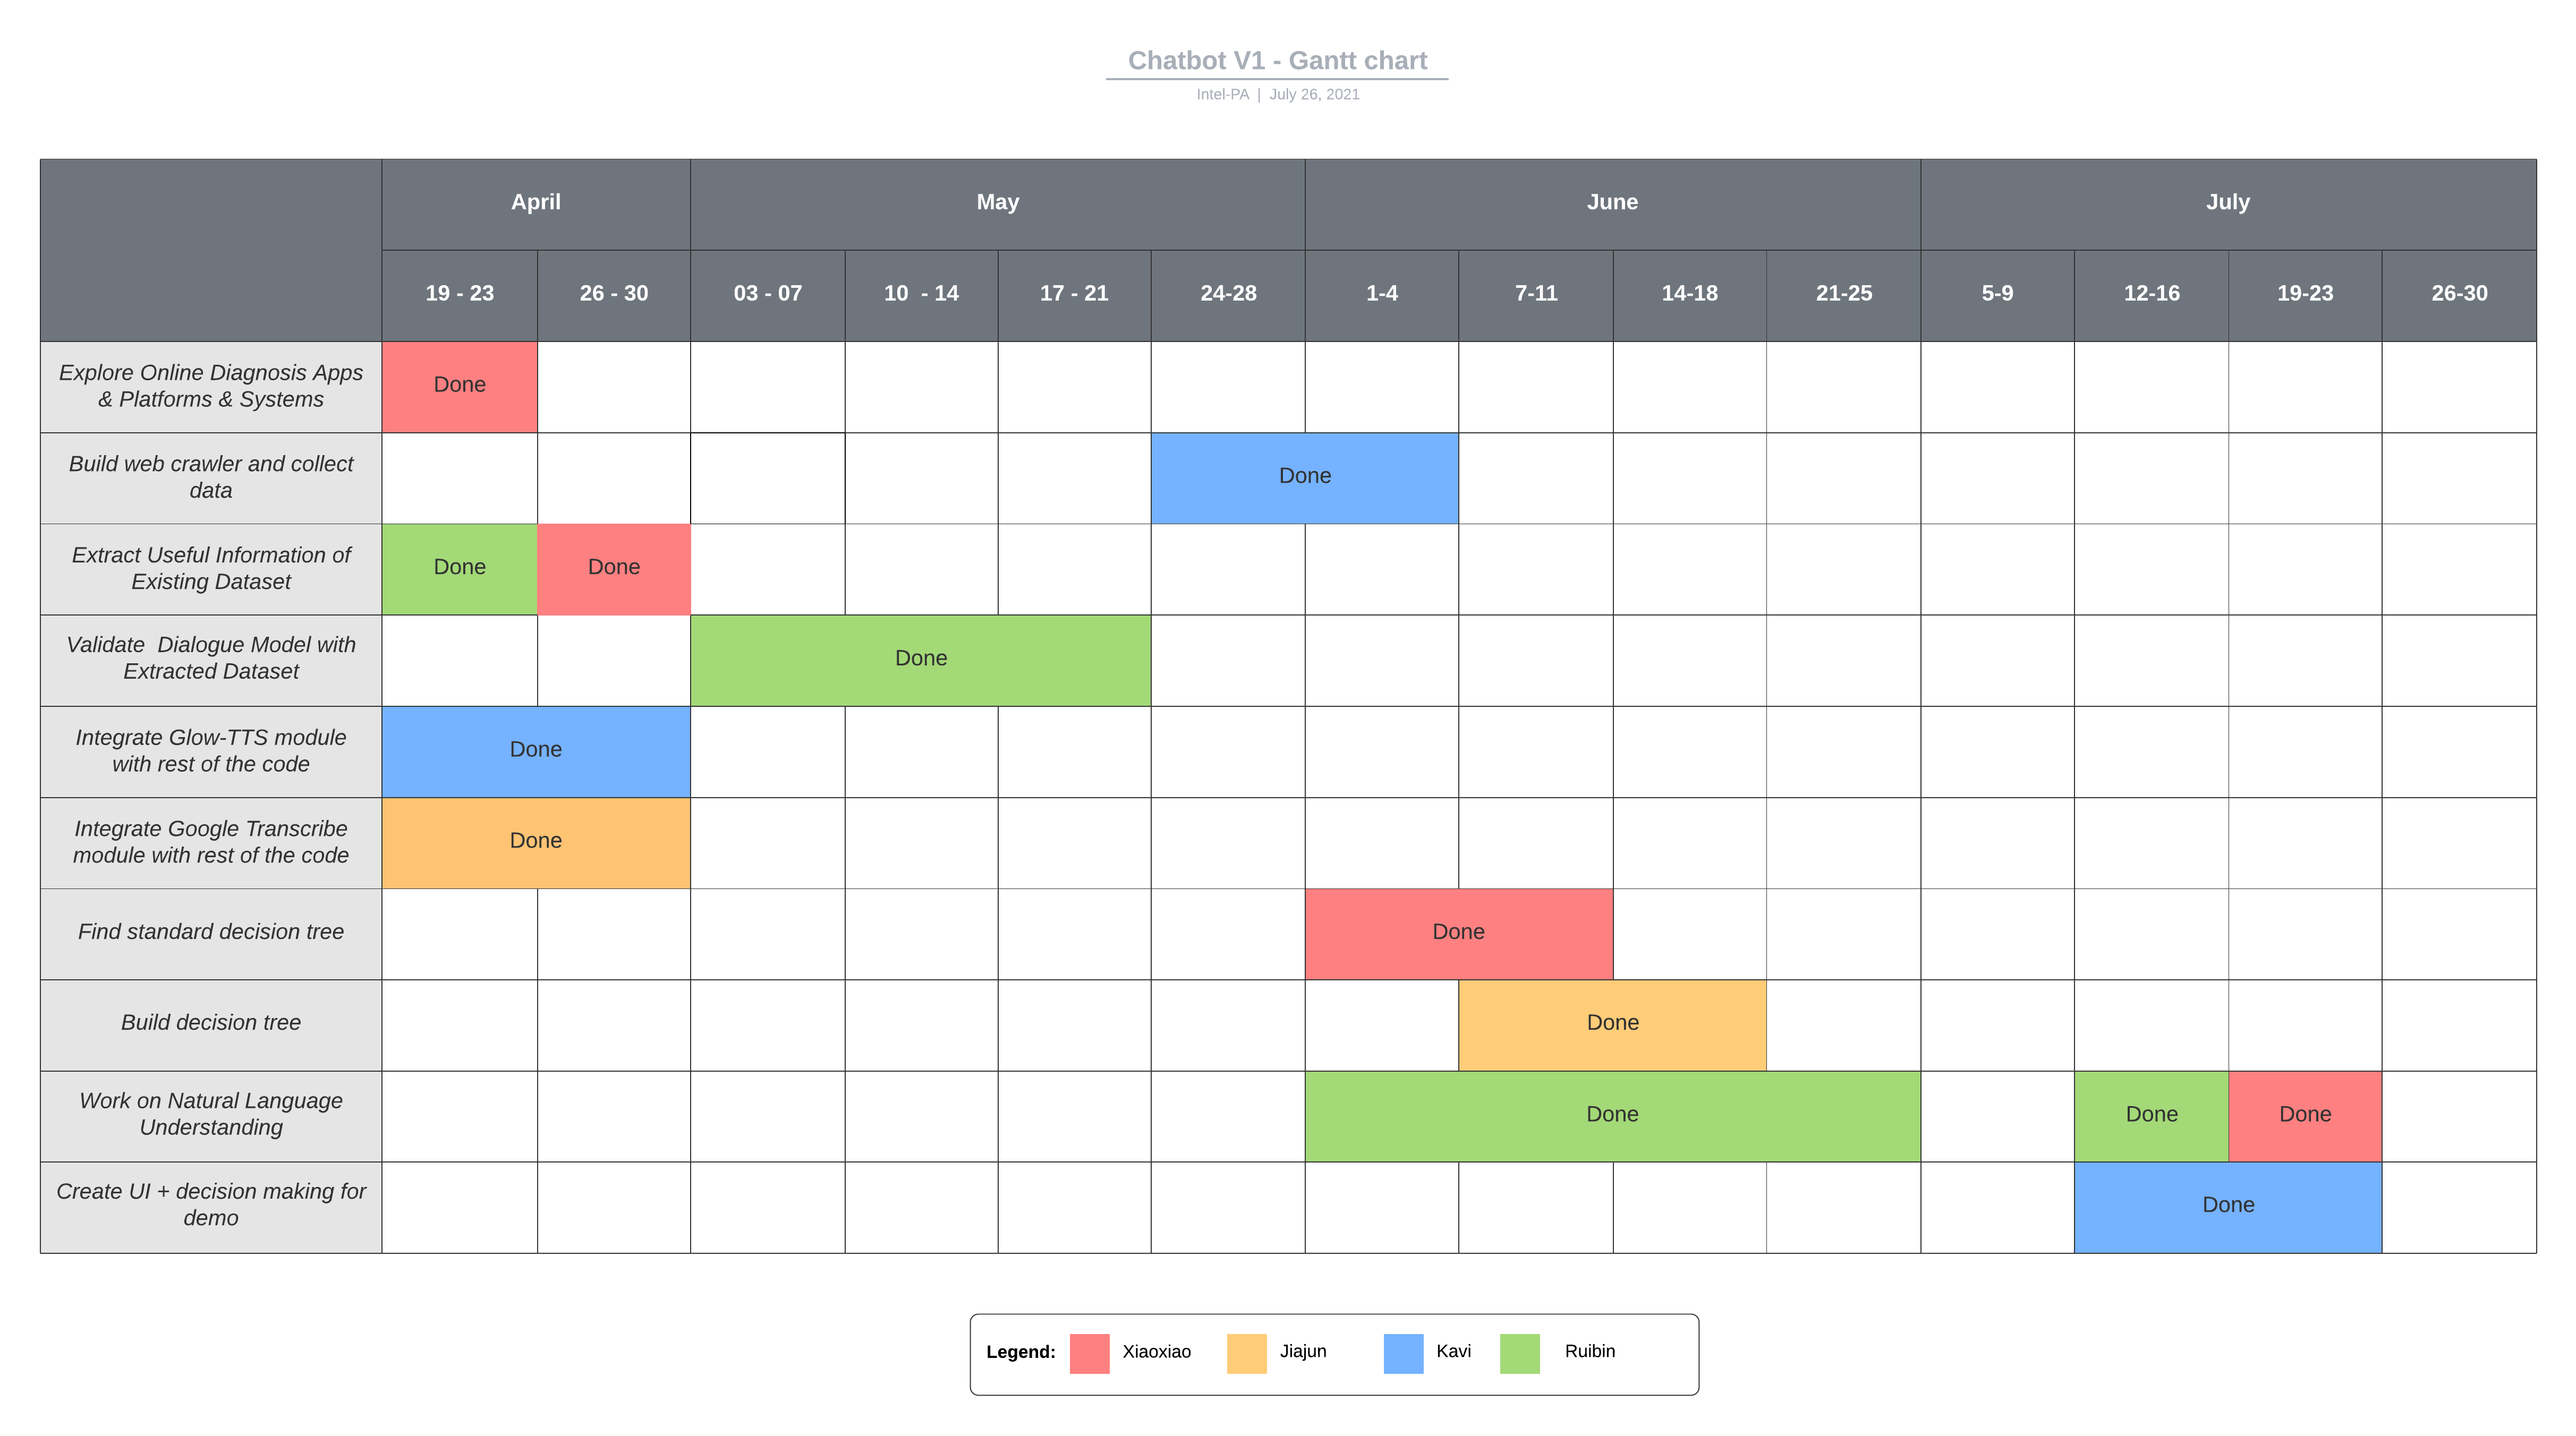 Chatbot V1 - Gantt chart
Intel-PA | July 26, 2021
April May June July
19 - 23 26 - 30 03 - 07 10  - 14 17 - 21 24-28 1-4 7-11 14-18 21-25 5-9 12-16 19-23 26-30
Explore Online Diagnosis Apps
& Platforms & Systems
Done
Build web crawler and collect
data
Done
Extract Useful Information of
Existing Dataset
Done Done
Validate  Dialogue Model with
Extracted Dataset
Done
Integrate Glow-TTS module
with rest of the code
Done
Integrate Google Transcribe
module with rest of the code
Done
Find standard decision tree
Done
Build decision tree
Done
Work on Natural Language
Understanding
Done Done Done
Create UI + decision making for
demo
Done
Legend: Xiaoxiao Jiajun Kavi Ruibin